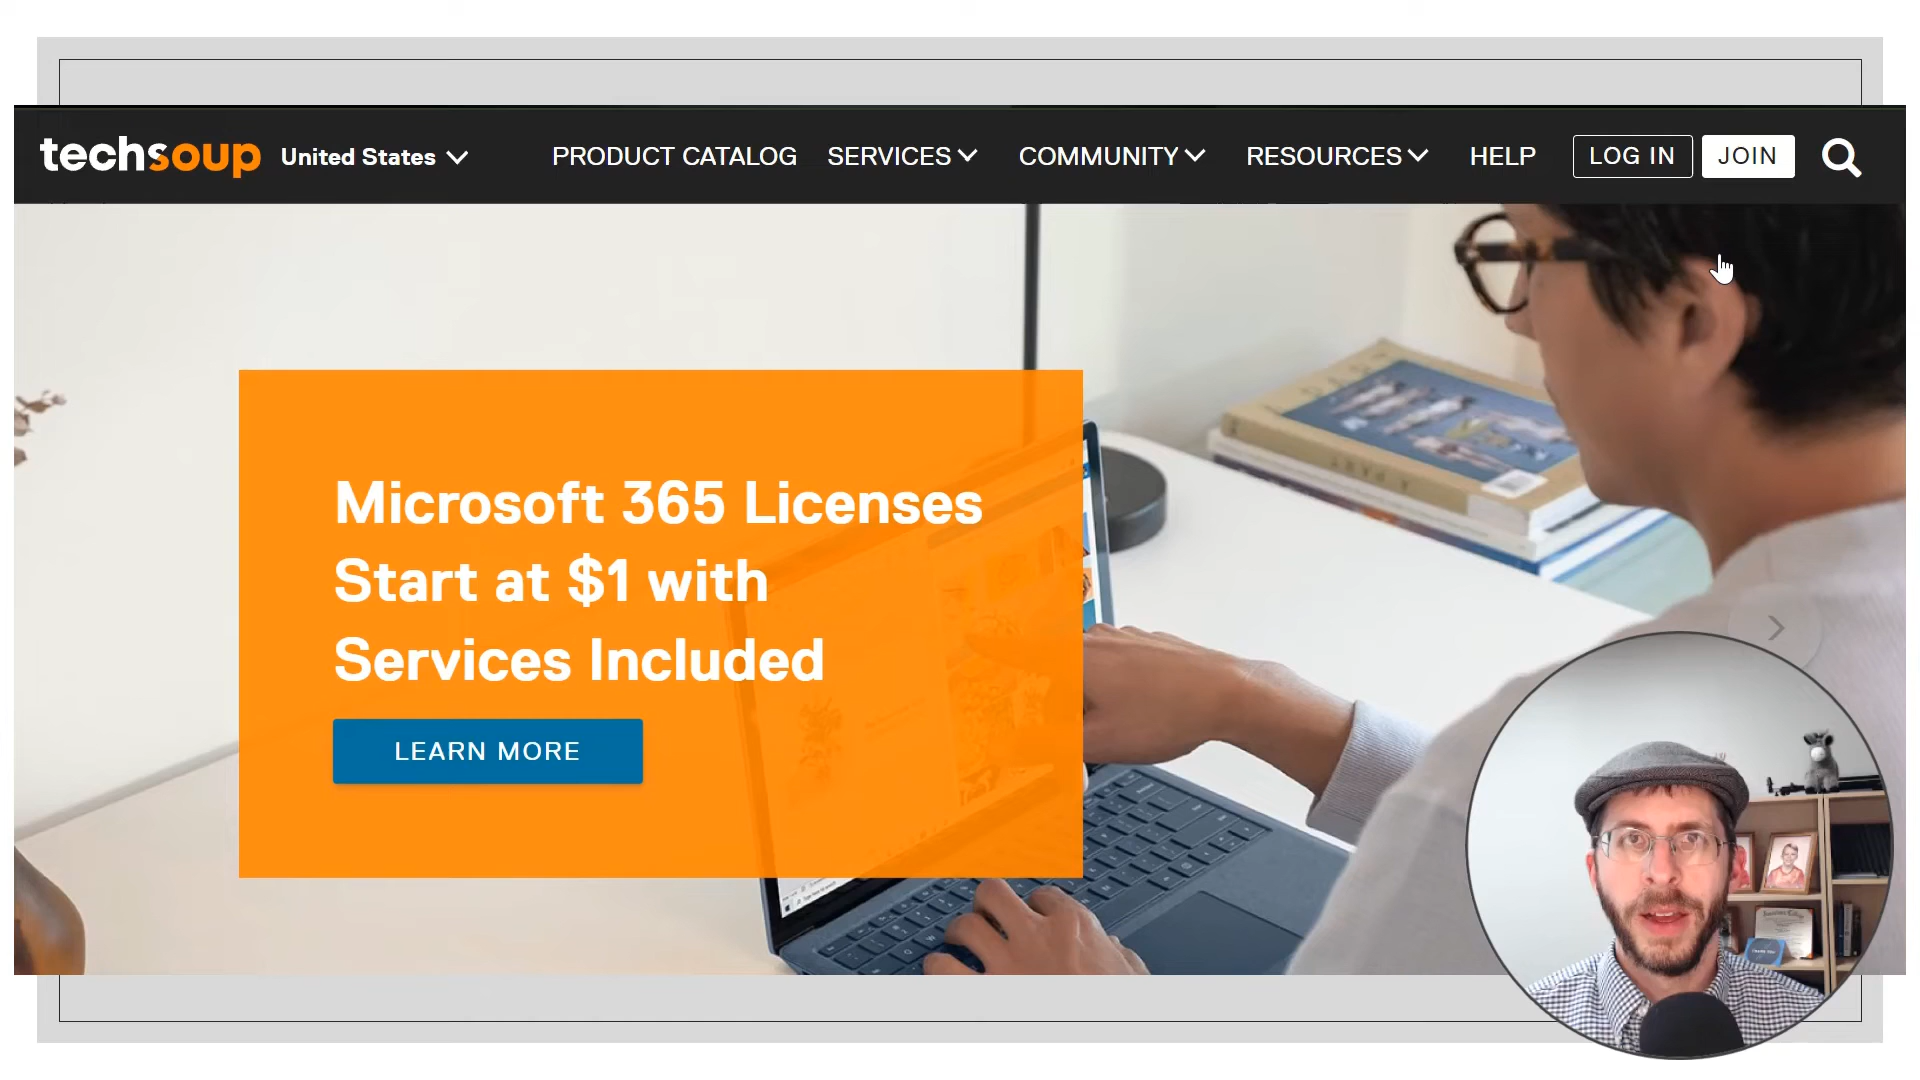 techsoup United States PRODUCT CATALOG SERVICES COMMUNITY RESOURCES HELP LOG IN JOIN
Microsoft 365 Licenses
Start at $1 with
Services Included
LEARN MORE